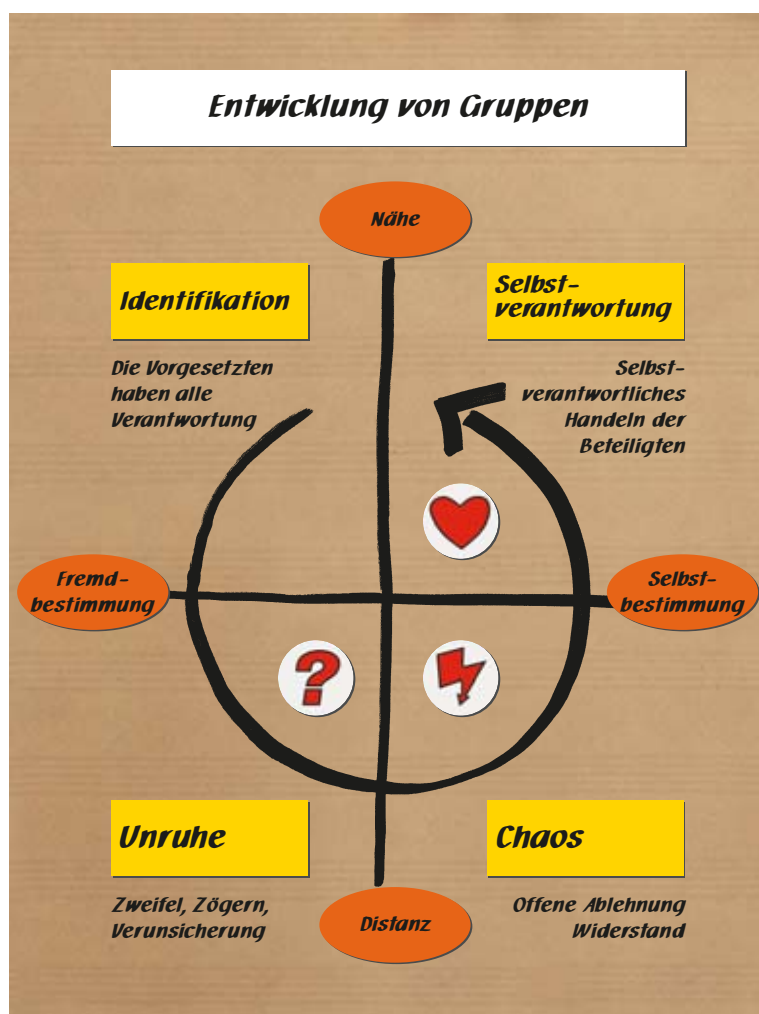 Entwicklung von Gruppen
Nähe
Identifikation
Die Vorgesetzten
haben alle
Verantwortung
Selbst-
verantwortung
Selbst-
verantwortliches
Handeln der
Beteiligten
Fremd-
bestimmung
Selbst-
bestimmung
?
Unruhe
Zweifel, Zögern,
Verunsicherung
Chaos
Offene Ablehnung
Widerstand
Distanz